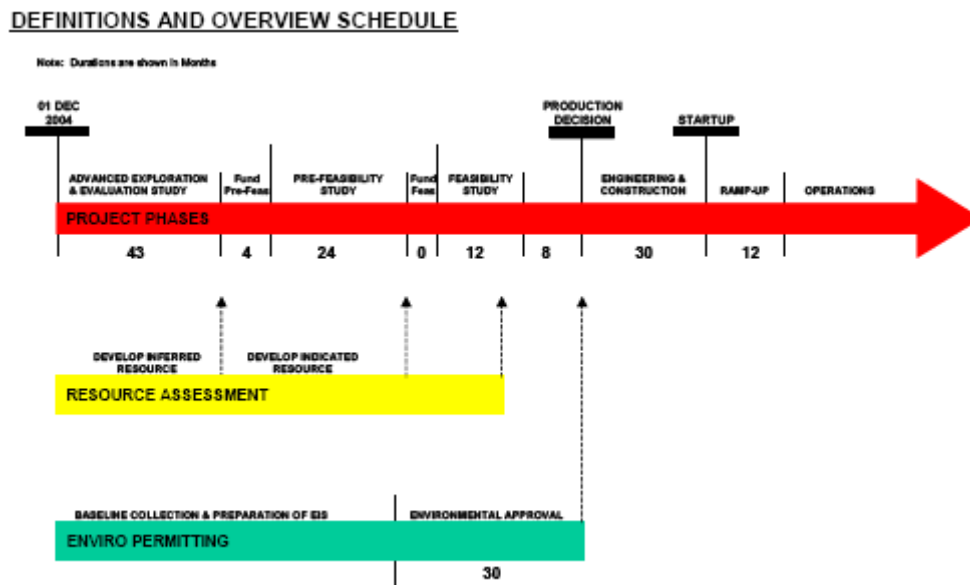 DEFINITIONS AND OVERVIEW SCHEDULE
Note: Durations are shown in Months
01 DEC
2004
PRODUCTION
DECISION
STARTUP
ADVANCED EXPLORATION
& EVALUATION STUDY
Fund
Pre-Feas
PRE-FEASIBILITY
STUDY
Fund
Feas
FEASIBILITY
STUDY
ENGINEERING &
CONSTRUCTION
RAMP-UP
OPERATIONS
PROJECT PHASES
43
4
24
0
12
8
30
12
DEVELOP INFERRED
RESOURCE
DEVELOP INDICATED
RESOURCE
RESOURCE ASSESSMENT
BASELINE COLLECTION & PREPARATION OF EIS
ENVIRONMENTAL APPROVAL
ENVIRO PERMITTING
30